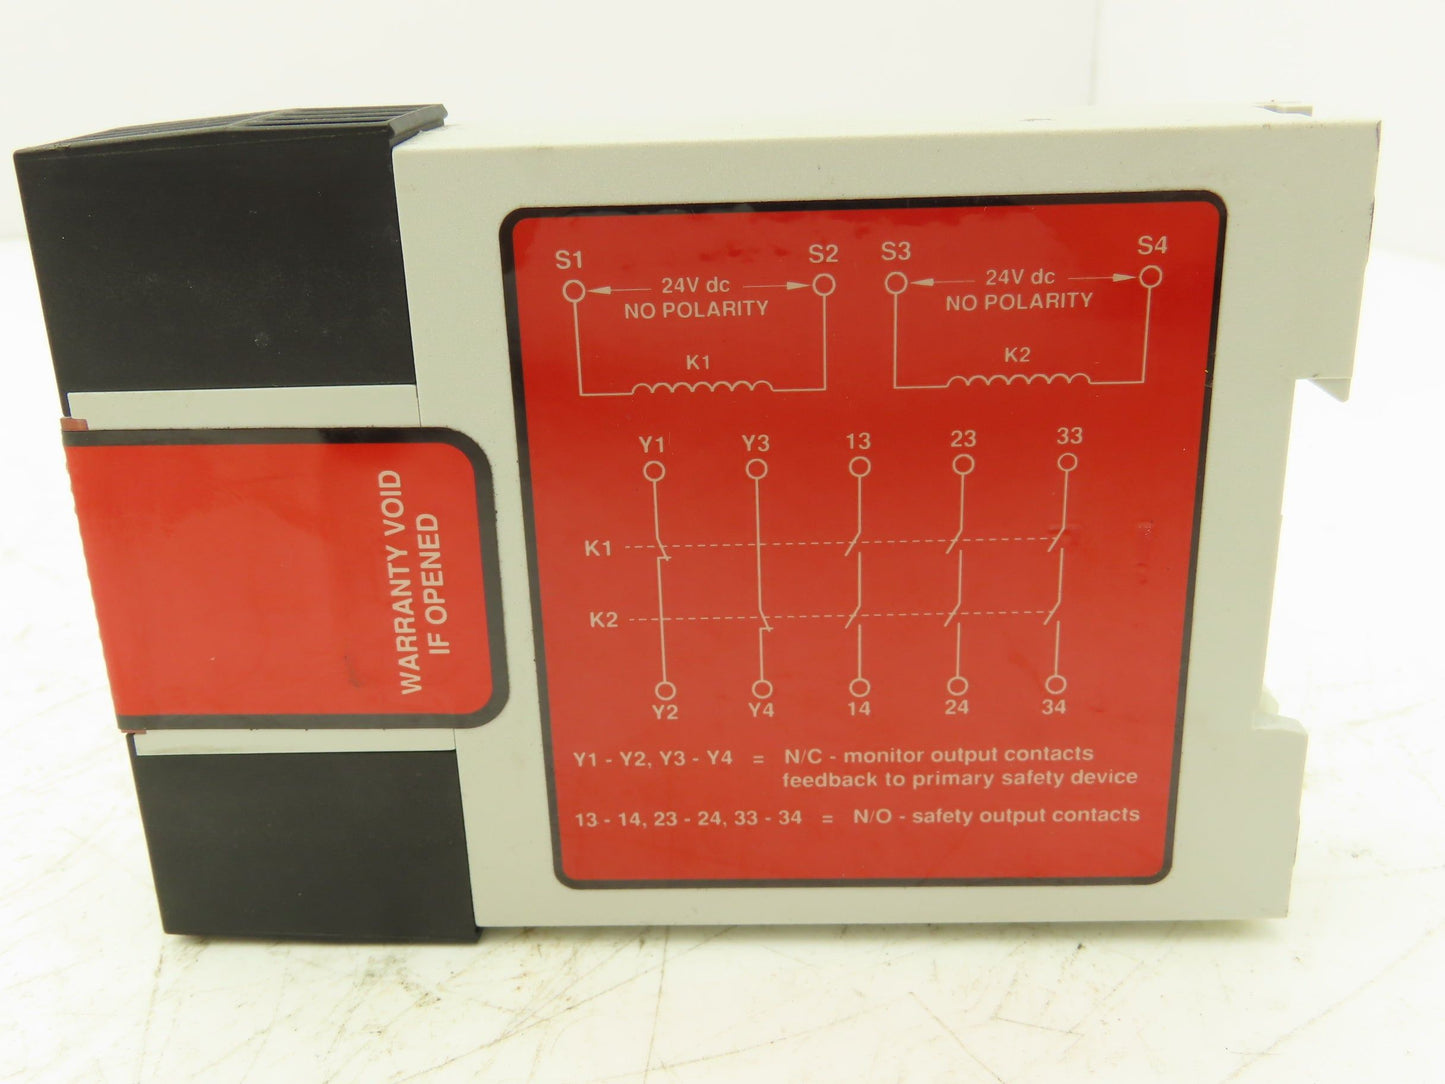 S1 S2 S3 S4
24V dc 24V dc
NO POLARITY NO POLARITY
K1 K2
Y1 Y3 13 23 33
K1
K2
Y2 Y4 14 24 34
Y1 - Y2, Y3 - Y4 = N/C - monitor output contacts
feedback to primary safety device
13 - 14, 23 - 24, 33 - 34 = N/O - safety output contacts
WARRANTY VOID
IF OPENED